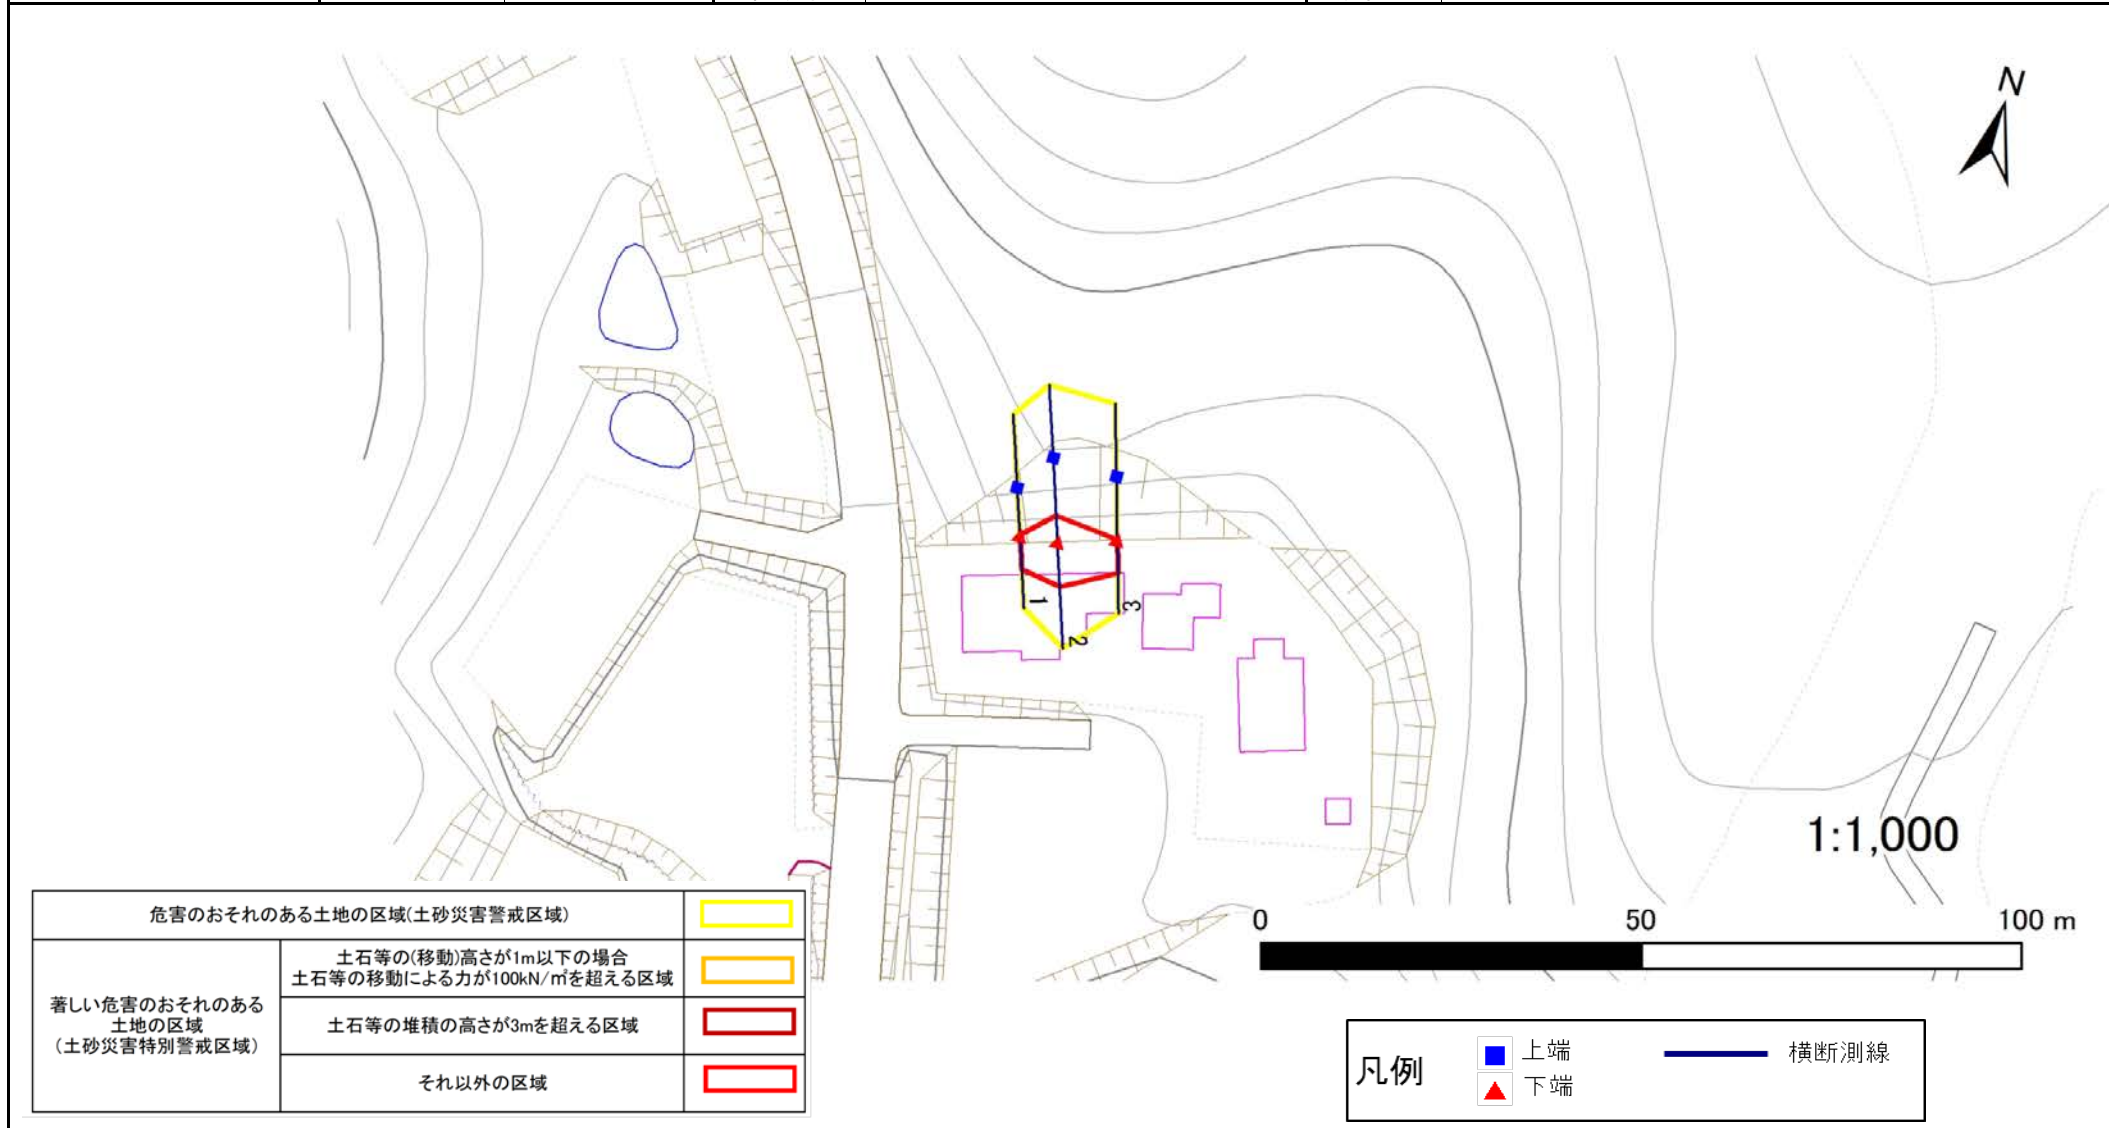 N
1
2
3
1:1,000
0 50 100 m
危害のおそれのある土地の区域(土砂災害警戒区域)
著しい危害のおそれのある
土地の区域
(土砂災害特別警戒区域)
土石等の(移動)高さが1m以下の場合
土石等の移動による力が100kN/㎡を超える区域
土石等の堆積の高さが3mを超える区域
それ以外の区域
凡例
上端
下端
横断測線